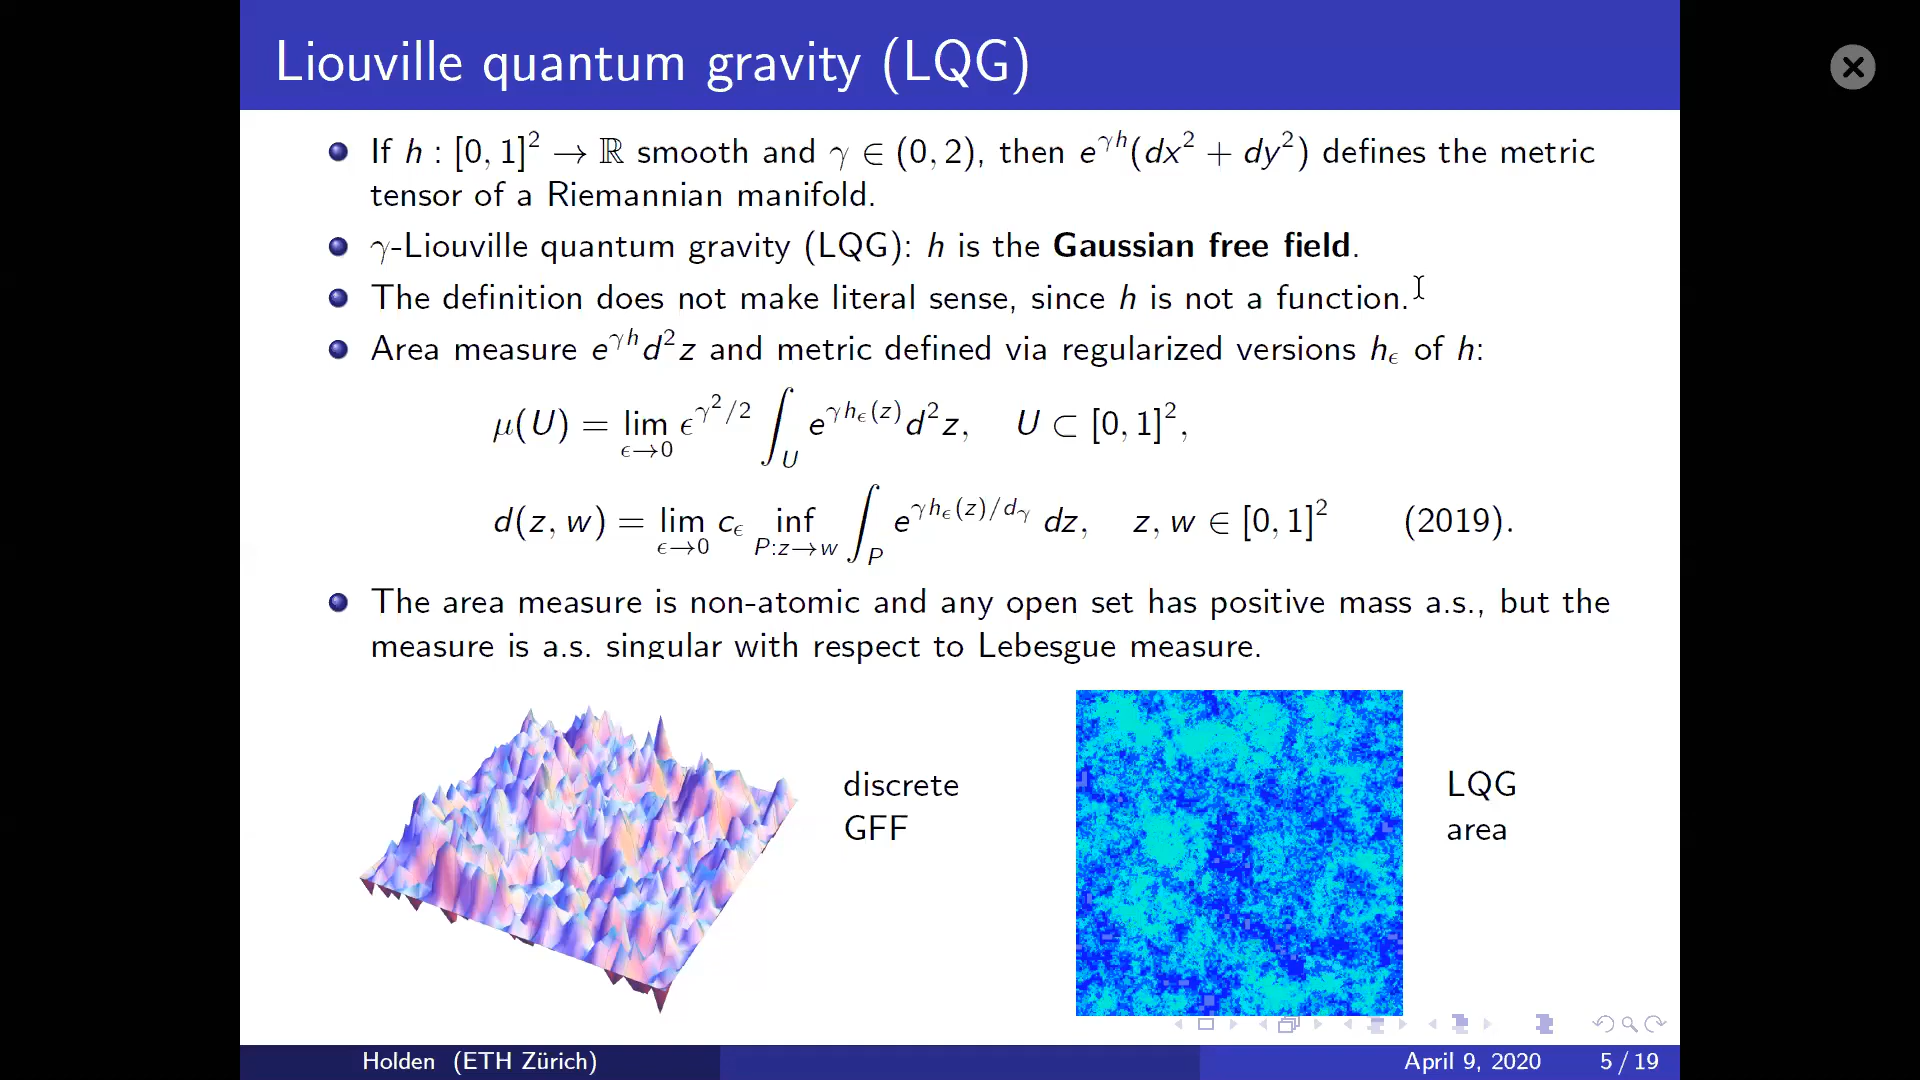 Liouville quantum gravity (LQG)
If h : [0, 1]² → ℝ smooth and γ ∈ (0, 2), then e^{γh}(dx² + dy²) defines the metric
tensor of a Riemannian manifold.
γ-Liouville quantum gravity (LQG): h is the Gaussian free field.
The definition does not make literal sense, since h is not a function.
Area measure e^{γh}d²z and metric defined via regularized versions h_ϵ of h:
μ(U) = lim_{ϵ→0} ϵ^{γ²/2} ∫_U e^{γh_ϵ(z)} d²z, U ⊂ [0, 1]²,
d(z, w) = lim_{ϵ→0} c_ϵ inf_{P:z→w} ∫_P e^{γh_ϵ(z)/d_γ} dz, z, w ∈ [0, 1]² (2019).
The area measure is non-atomic and any open set has positive mass a.s., but the
measure is a.s. singular with respect to Lebesgue measure.
discrete
GFF
LQG
area
Holden (ETH Zürich) April 9, 2020 5 / 19